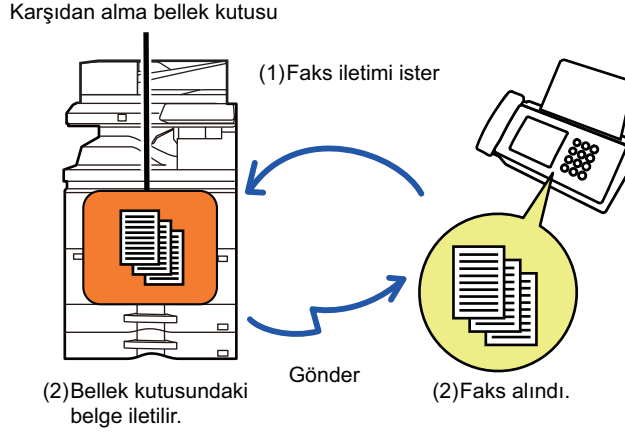 Karşıdan alma bellek kutusu
(1)Faks iletimi ister
Gönder
(2)Bellek kutusundaki
belge iletilir.
(2)Faks alındı.